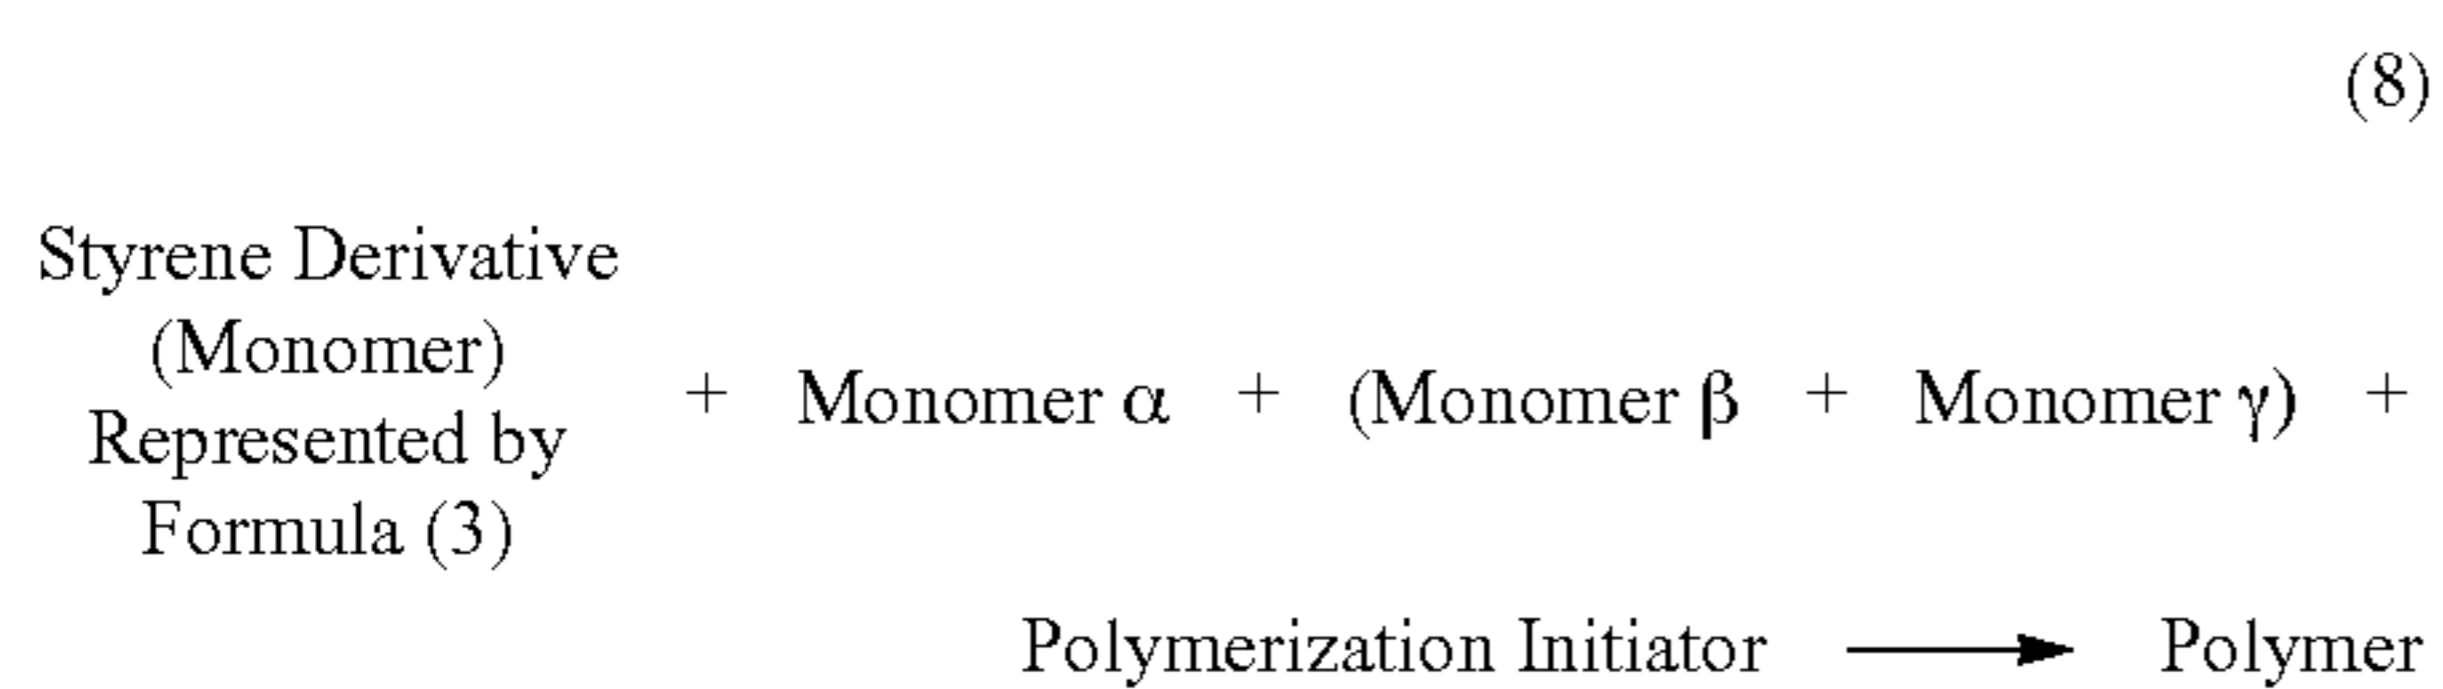 (8)
Styrene Derivative
(Monomer)
Represented by
Formula (3)
+ Monomer α + (Monomer β + Monomer γ) +
Polymerization Initiator ⟶ Polymer